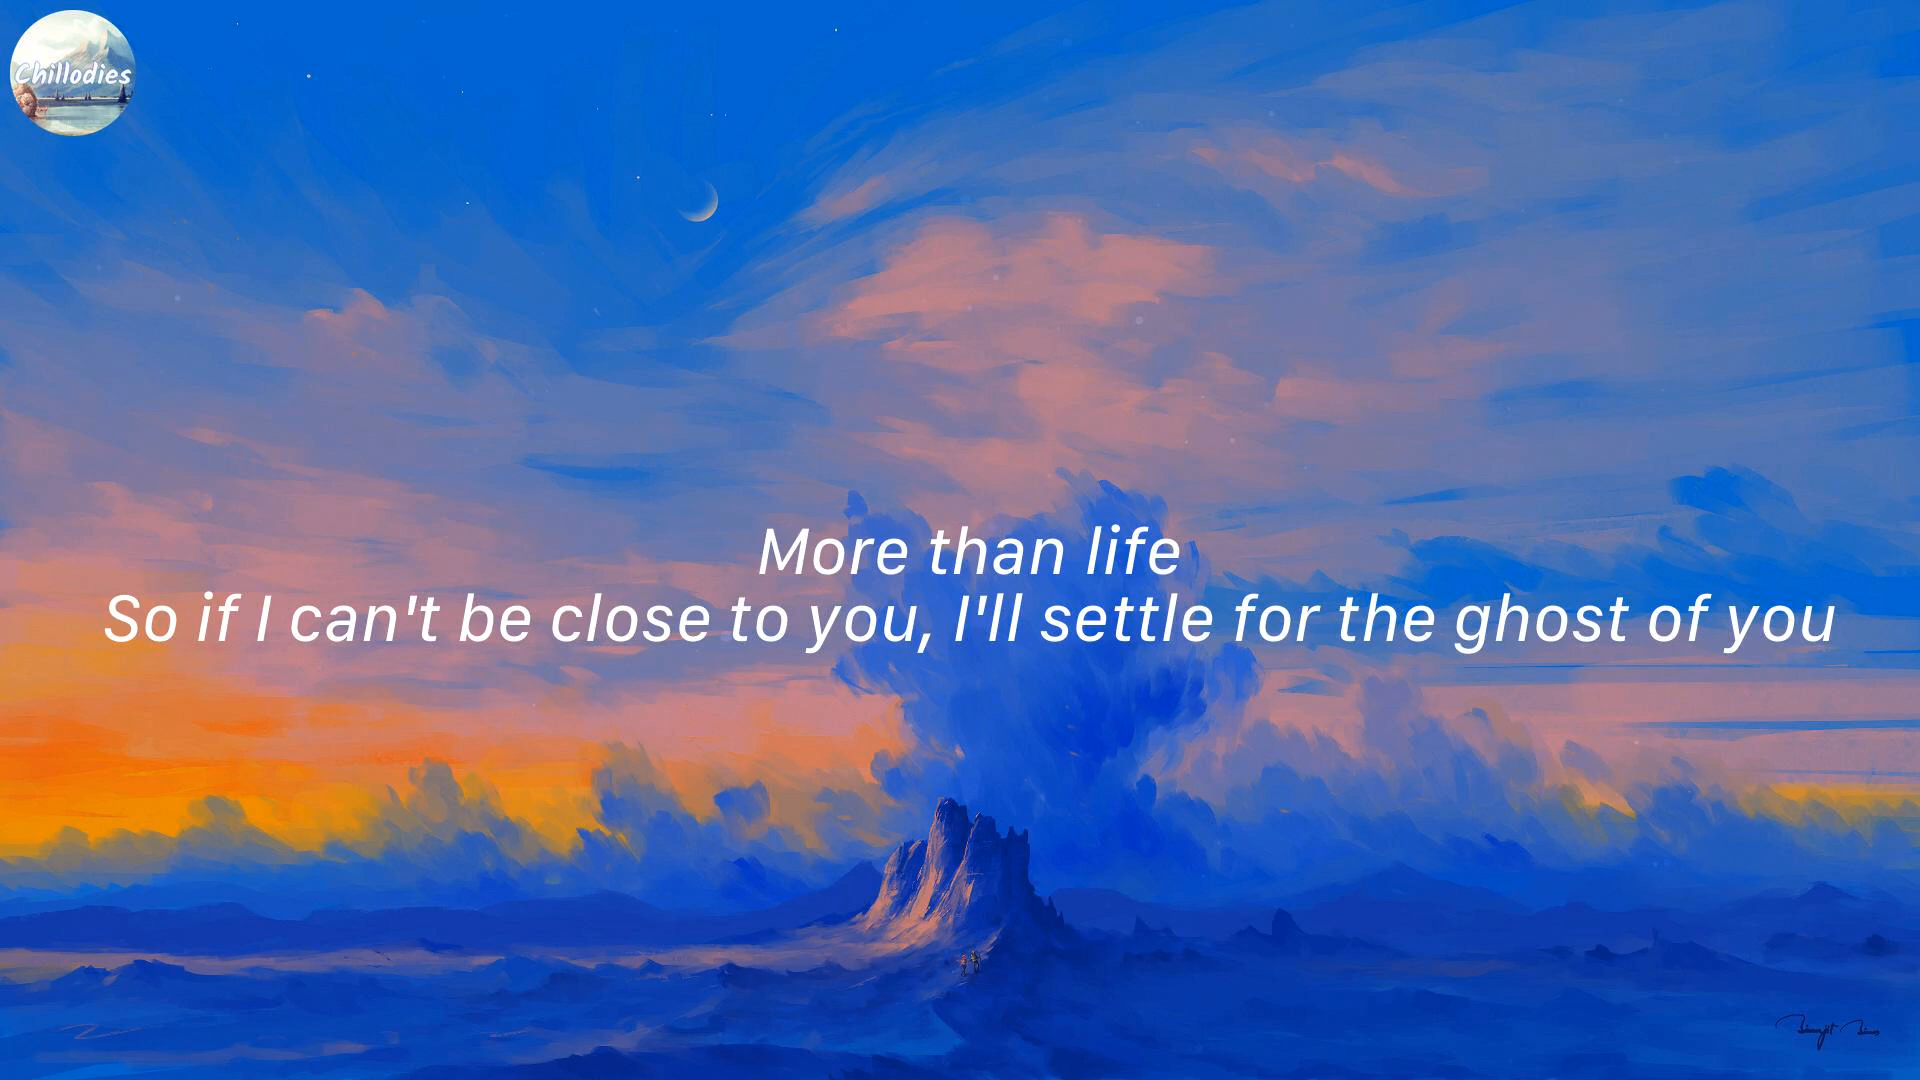 Chillodies
More than life
So if I can't be close to you, I'll settle for the ghost of you